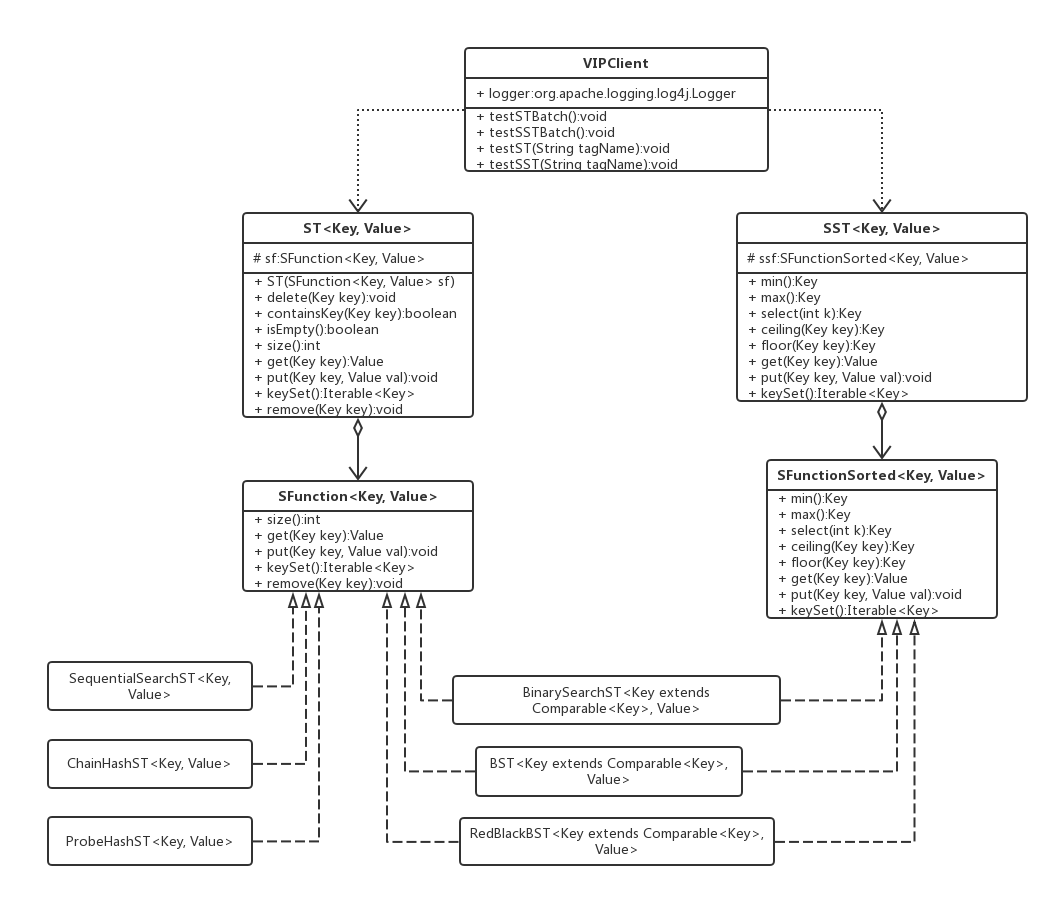 VIPClient
+ logger:org.apache.logging.log4j.Logger
+ testSTBatch():void
+ testSSTBatch():void
+ testST(String tagName):void
+ testSST(String tagName):void
ST<Key, Value>
# sf:SFunction<Key, Value>
+ ST(SFunction<Key, Value> sf)
+ delete(Key key):void
+ containsKey(Key key):boolean
+ isEmpty():boolean
+ size():int
+ get(Key key):Value
+ put(Key key, Value val):void
+ keySet():Iterable<Key>
+ remove(Key key):void
SST<Key, Value>
# ssf:SFunctionSorted<Key, Value>
+ min():Key
+ max():Key
+ select(int k):Key
+ ceiling(Key key):Key
+ floor(Key key):Key
+ get(Key key):Value
+ put(Key key, Value val):void
+ keySet():Iterable<Key>
SFunction<Key, Value>
+ size():int
+ get(Key key):Value
+ put(Key key, Value val):void
+ keySet():Iterable<Key>
+ remove(Key key):void
SFunctionSorted<Key, Value>
+ min():Key
+ max():Key
+ select(int k):Key
+ ceiling(Key key):Key
+ floor(Key key):Key
+ get(Key key):Value
+ put(Key key, Value val):void
+ keySet():Iterable<Key>
SequentialSearchST<Key,
Value>
ChainHashST<Key, Value>
ProbeHashST<Key, Value>
BinarySearchST<Key extends
Comparable<Key>, Value>
BST<Key extends Comparable<Key>,
Value>
RedBlackBST<Key extends Comparable<Key>,
Value>